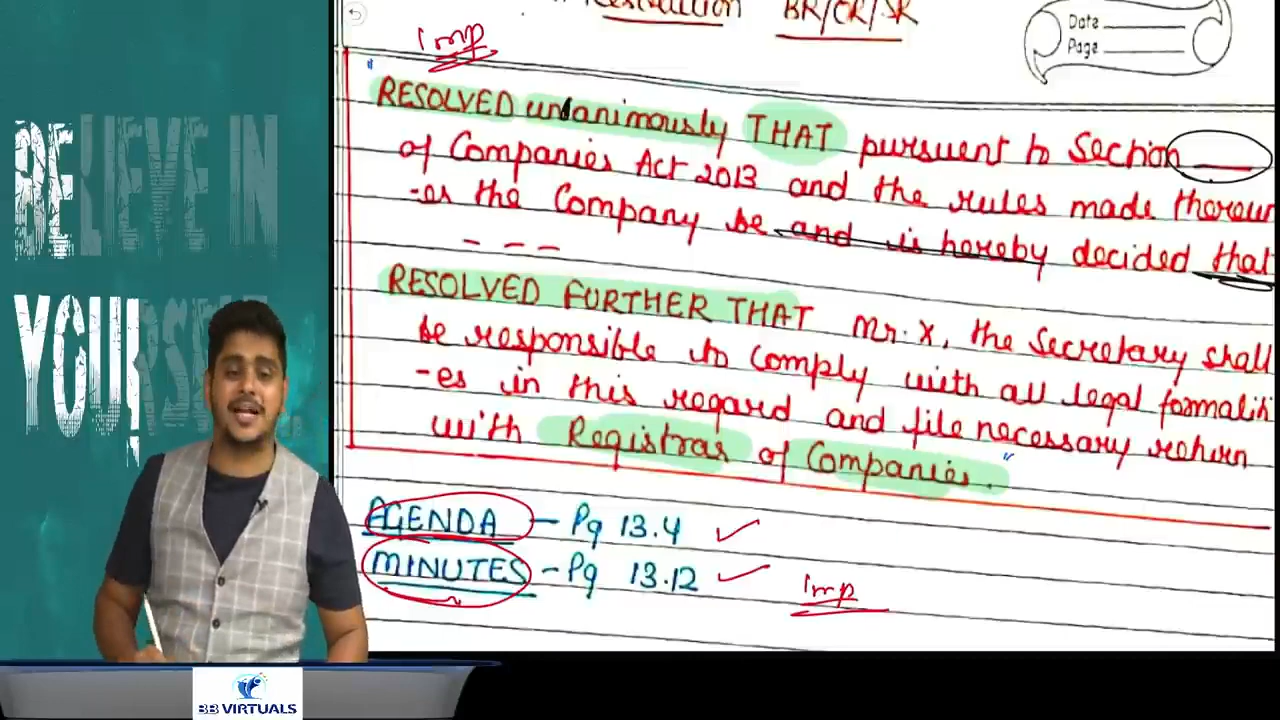 BR/CR/SR
Date
Page
Imp
"RESOLVED unanimously THAT pursuent to Section ___
of Companies Act 2013 and the rules made thereun
-er the Company be and is hereby decided that
- - - -
RESOLVED FURTHER THAT Mr. X, the Secretary shall
be responsible to comply with all legal formaliti
-es in this regard and file necessary return
with Registrar of Companies."
AGENDA - Pg 13.4 ✓
MINUTES - Pg 13.12 ✓
Imp
BELIEVE IN
YOURSELF
BB VIRTUALS